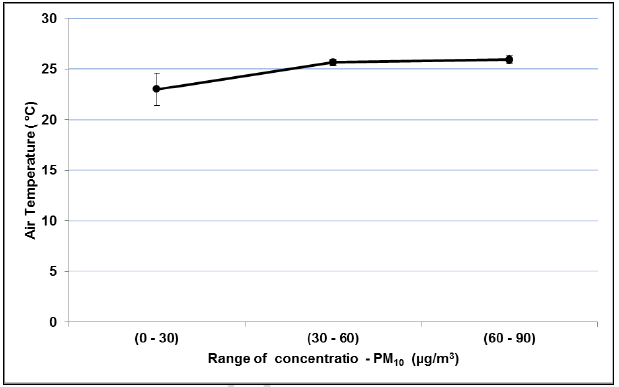 30
25
20
15
10
5
0
Air Temperature ( °C)
(0 - 30) (30 - 60) (60 - 90)
Range of concentratio - PM₁₀ (µg/m³)